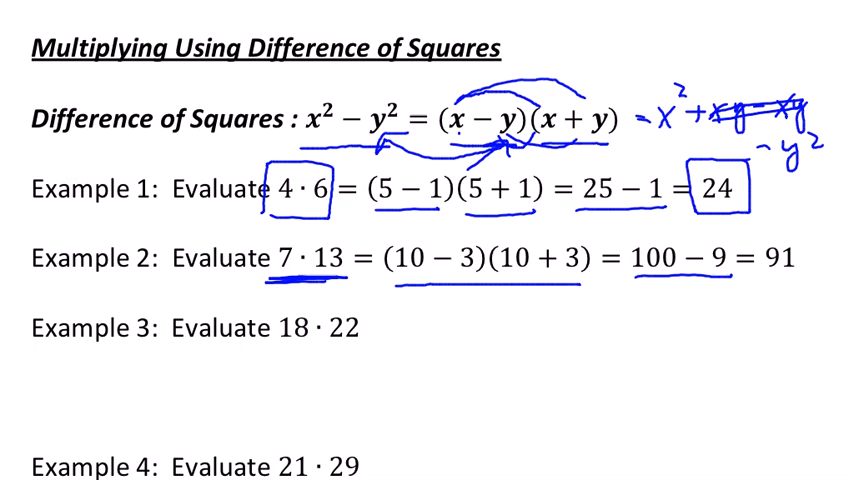 Multiplying Using Difference of Squares
Difference of Squares : x² − y² = (x − y)(x + y) = x² + xy − xy
− y²
Example 1:  Evaluate 4 · 6 = (5 − 1)(5 + 1) = 25 − 1 = 24
Example 2:  Evaluate 7 · 13 = (10 − 3)(10 + 3) = 100 − 9 = 91
Example 3:  Evaluate 18 · 22
Example 4:  Evaluate 21 · 29